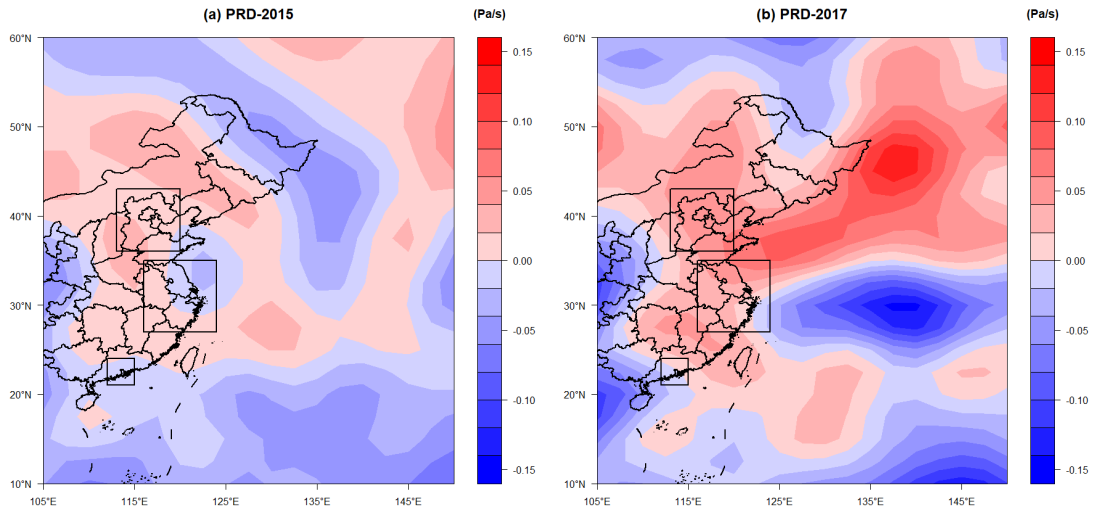 (a) PRD-2015
(Pa/s)
60°N
50°N
40°N
30°N
20°N
10°N
105°E
115°E
125°E
135°E
145°E
0.15
0.10
0.05
0.00
-0.05
-0.10
-0.15
(b) PRD-2017
(Pa/s)
60°N
50°N
40°N
30°N
20°N
10°N
105°E
115°E
125°E
135°E
145°E
0.15
0.10
0.05
0.00
-0.05
-0.10
-0.15